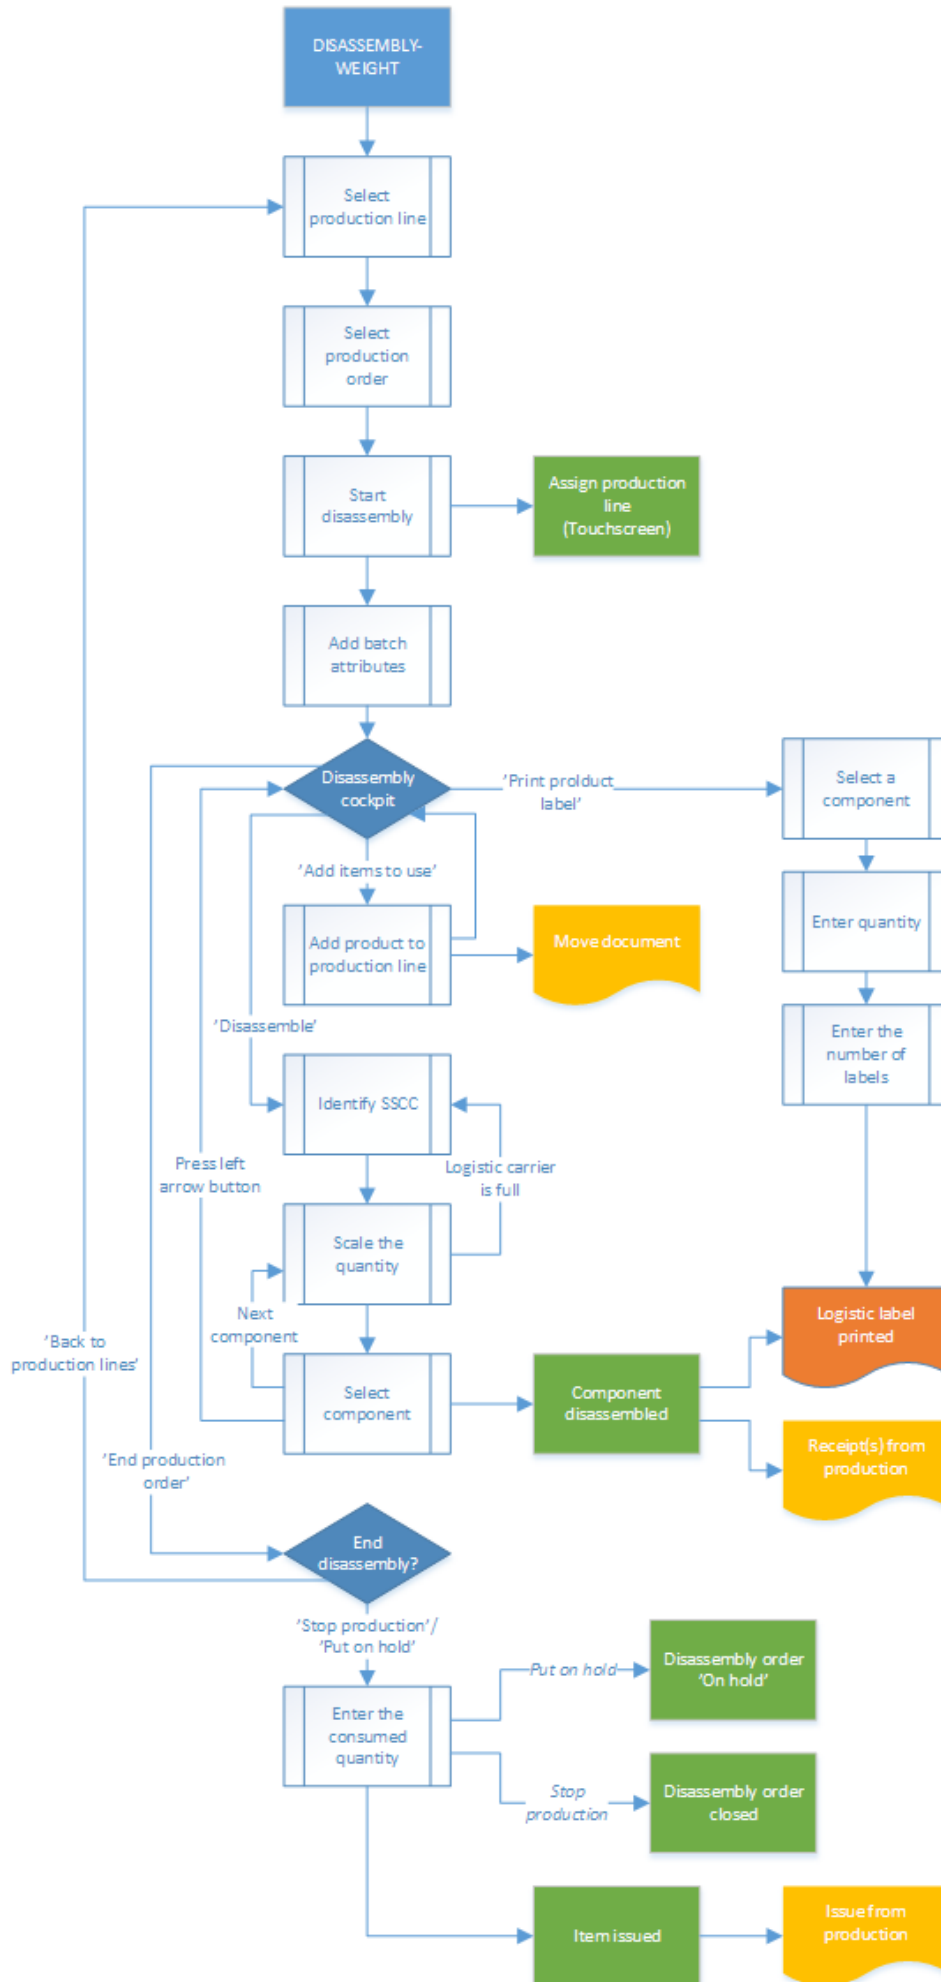 DISASSEMBLY-
WEIGHT
Select
production line
Select
production
order
Start
disassembly
Assign production
line
(Touchscreen)
Add batch
attributes
Disassembly
cockpit
'Print prolduct
label'
Select a
component
'Add items to use'
Enter quantity
Add product to
production line
Move document
'Disassemble'
Enter the
number of
labels
Identify SSCC
Press left
arrow button
Logistic carrier
is full
Scale the
quantity
Next
component
Logistic label
printed
'Back to
production lines'
Select
component
Component
disassembled
'End production
order'
Receipt(s) from
production
End
disassembly?
'Stop production'/
'Put on hold'
Put on hold
Disassembly order
'On hold'
Enter the
consumed
quantity
Stop
production
Disassembly order
closed
Item issued
Issue from
production